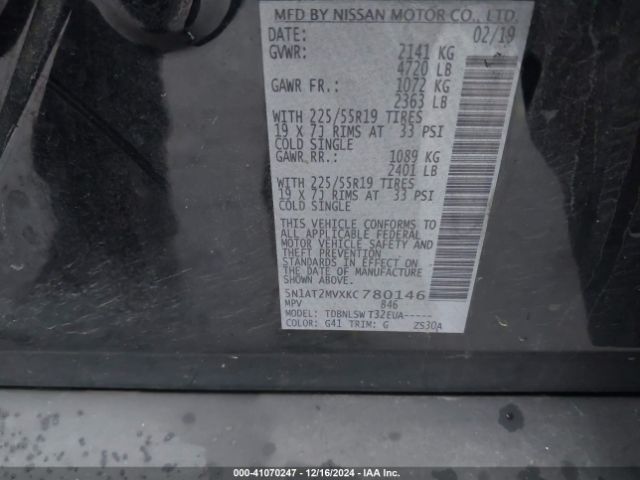 MFD BY NISSAN MOTOR CO., LTD.
DATE: 02/19
GVWR: 2141 KG
4720 LB
GAWR FR.: 1072 KG
2363 LB
WITH 225/55R19 TIRES
19 X 7J RIMS AT 33 PSI
COLD SINGLE
GAWR RR.: 1089 KG
2401 LB
WITH 225/55R19 TIRES
19 X 7J RIMS AT 33 PSI
COLD SINGLE
THIS VEHICLE CONFORMS TO
ALL APPLICABLE FEDERAL
MOTOR VEHICLE SAFETY AND
THEFT PREVENTION
STANDARDS IN EFFECT ON
THE DATE OF MANUFACTURE
SHOWN ABOVE.
5N1AT2MVXKC780146
MPV 846
MODEL: TDBNLSW T32EUA-----
COLOR: G41 TRIM: G ZS30A
000-41070247 - 12/16/2024 - IAA Inc.